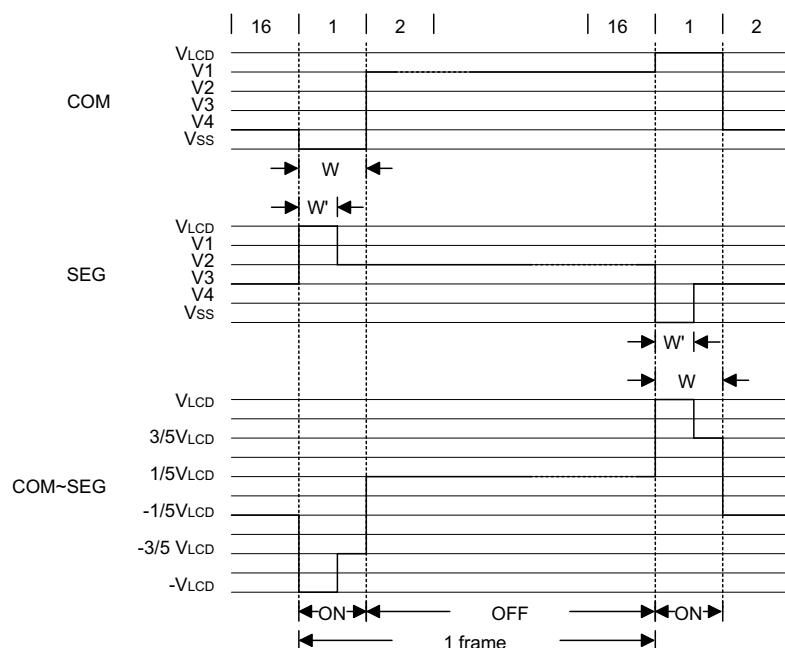 16 1 2 16 1 2
COM
VLCD
V1
V2
V3
V4
VSS
W
W'
SEG
VLCD
V1
V2
V3
V4
VSS
W'
W
COM~SEG
VLCD
3/5VLCD
1/5VLCD
-1/5VLCD
-3/5 VLCD
-VLCD
ON OFF ON
1 frame